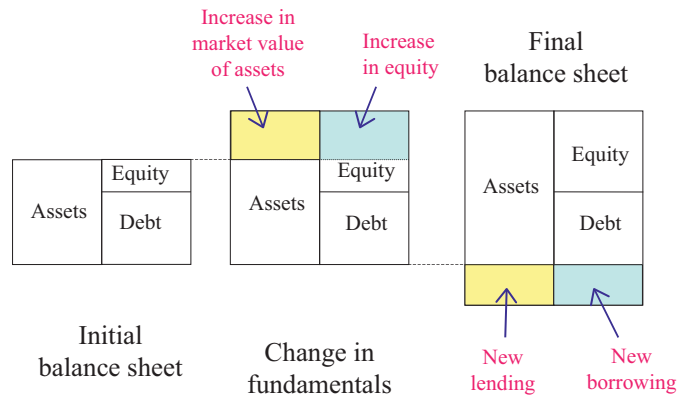 Increase in
market value
of assets
Increase
in equity
Final
balance sheet
Assets
Equity
Debt
Assets
Equity
Debt
Assets
Equity
Debt
Initial
balance sheet
Change in
fundamentals
New
lending
New
borrowing